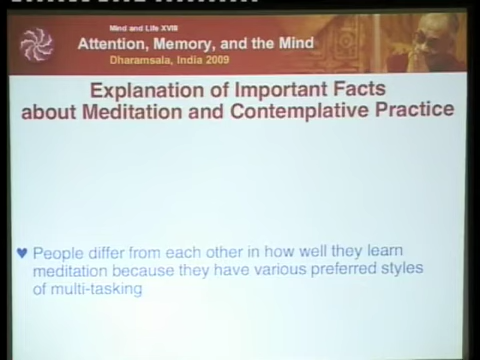 Mind and Life XVIII
Attention, Memory, and the Mind
Dharamsala, India 2009
Explanation of Important Facts
about Meditation and Contemplative Practice
♥ People differ from each other in how well they learn
meditation because they have various preferred styles
of multi-tasking